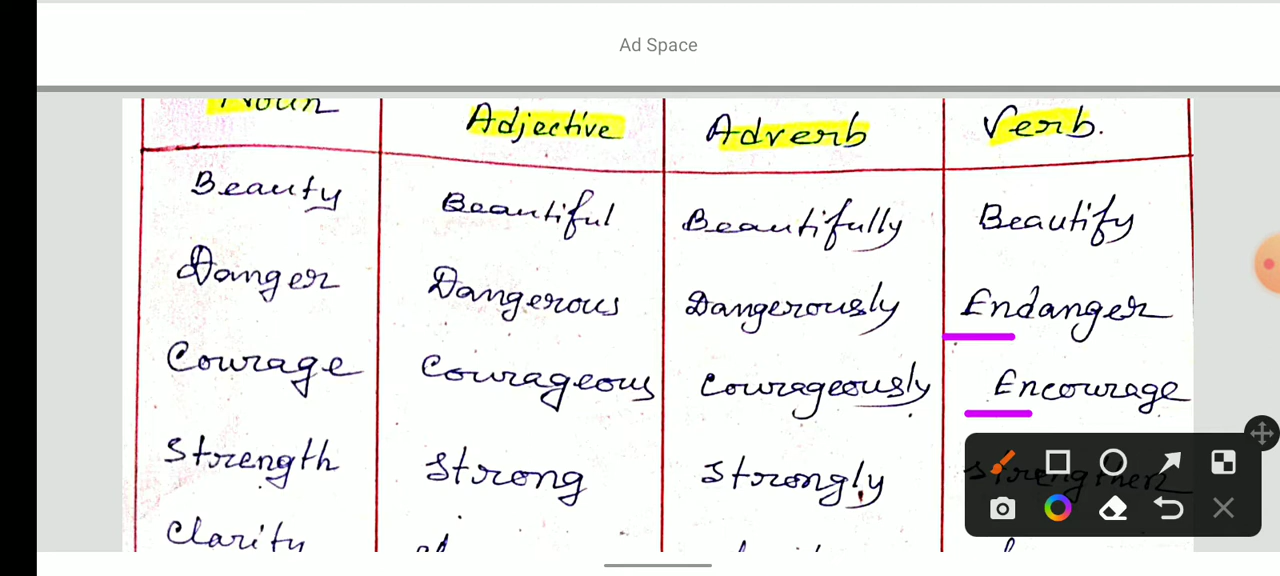 Ad Space
Noun Adjective Adverb Verb.
Beauty Beautiful Beautifully Beautify
Danger Dangerous Dangerously Endanger
Courage Courageous Courageously Encourage
Strength Strong Strongly Strengthen
Clarity